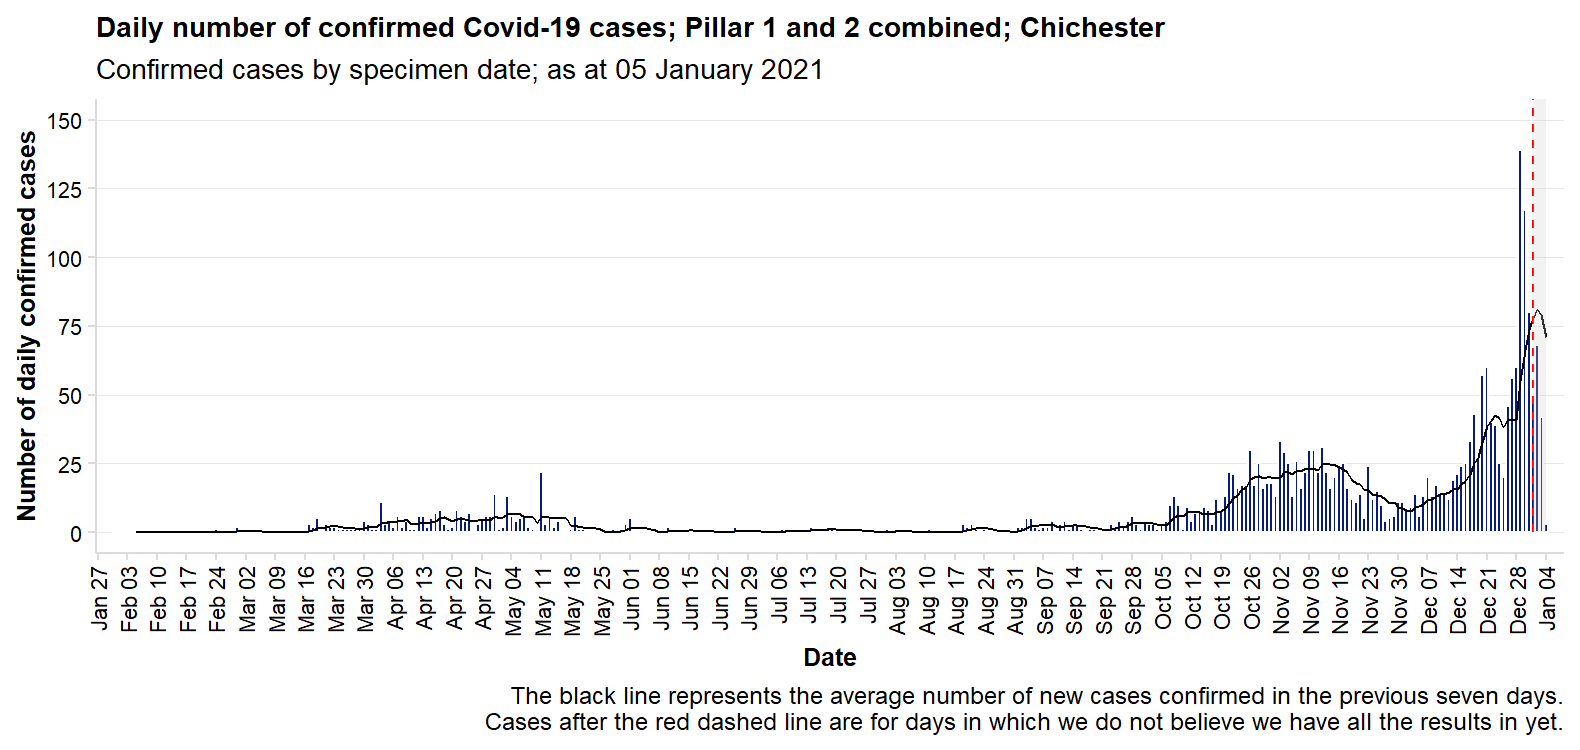 Daily number of confirmed Covid-19 cases; Pillar 1 and 2 combined; Chichester
Confirmed cases by specimen date; as at 05 January 2021
Number of daily confirmed cases
150
125
100
75
50
25
0
Jan 27
Feb 03
Feb 10
Feb 17
Feb 24
Mar 02
Mar 09
Mar 16
Mar 23
Mar 30
Apr 06
Apr 13
Apr 20
Apr 27
May 04
May 11
May 18
May 25
Jun 01
Jun 08
Jun 15
Jun 22
Jun 29
Jul 06
Jul 13
Jul 20
Jul 27
Aug 03
Aug 10
Aug 17
Aug 24
Aug 31
Sep 07
Sep 14
Sep 21
Sep 28
Oct 05
Oct 12
Oct 19
Oct 26
Nov 02
Nov 09
Nov 16
Nov 23
Nov 30
Dec 07
Dec 14
Dec 21
Dec 28
Jan 04
Date
The black line represents the average number of new cases confirmed in the previous seven days.
Cases after the red dashed line are for days in which we do not believe we have all the results in yet.